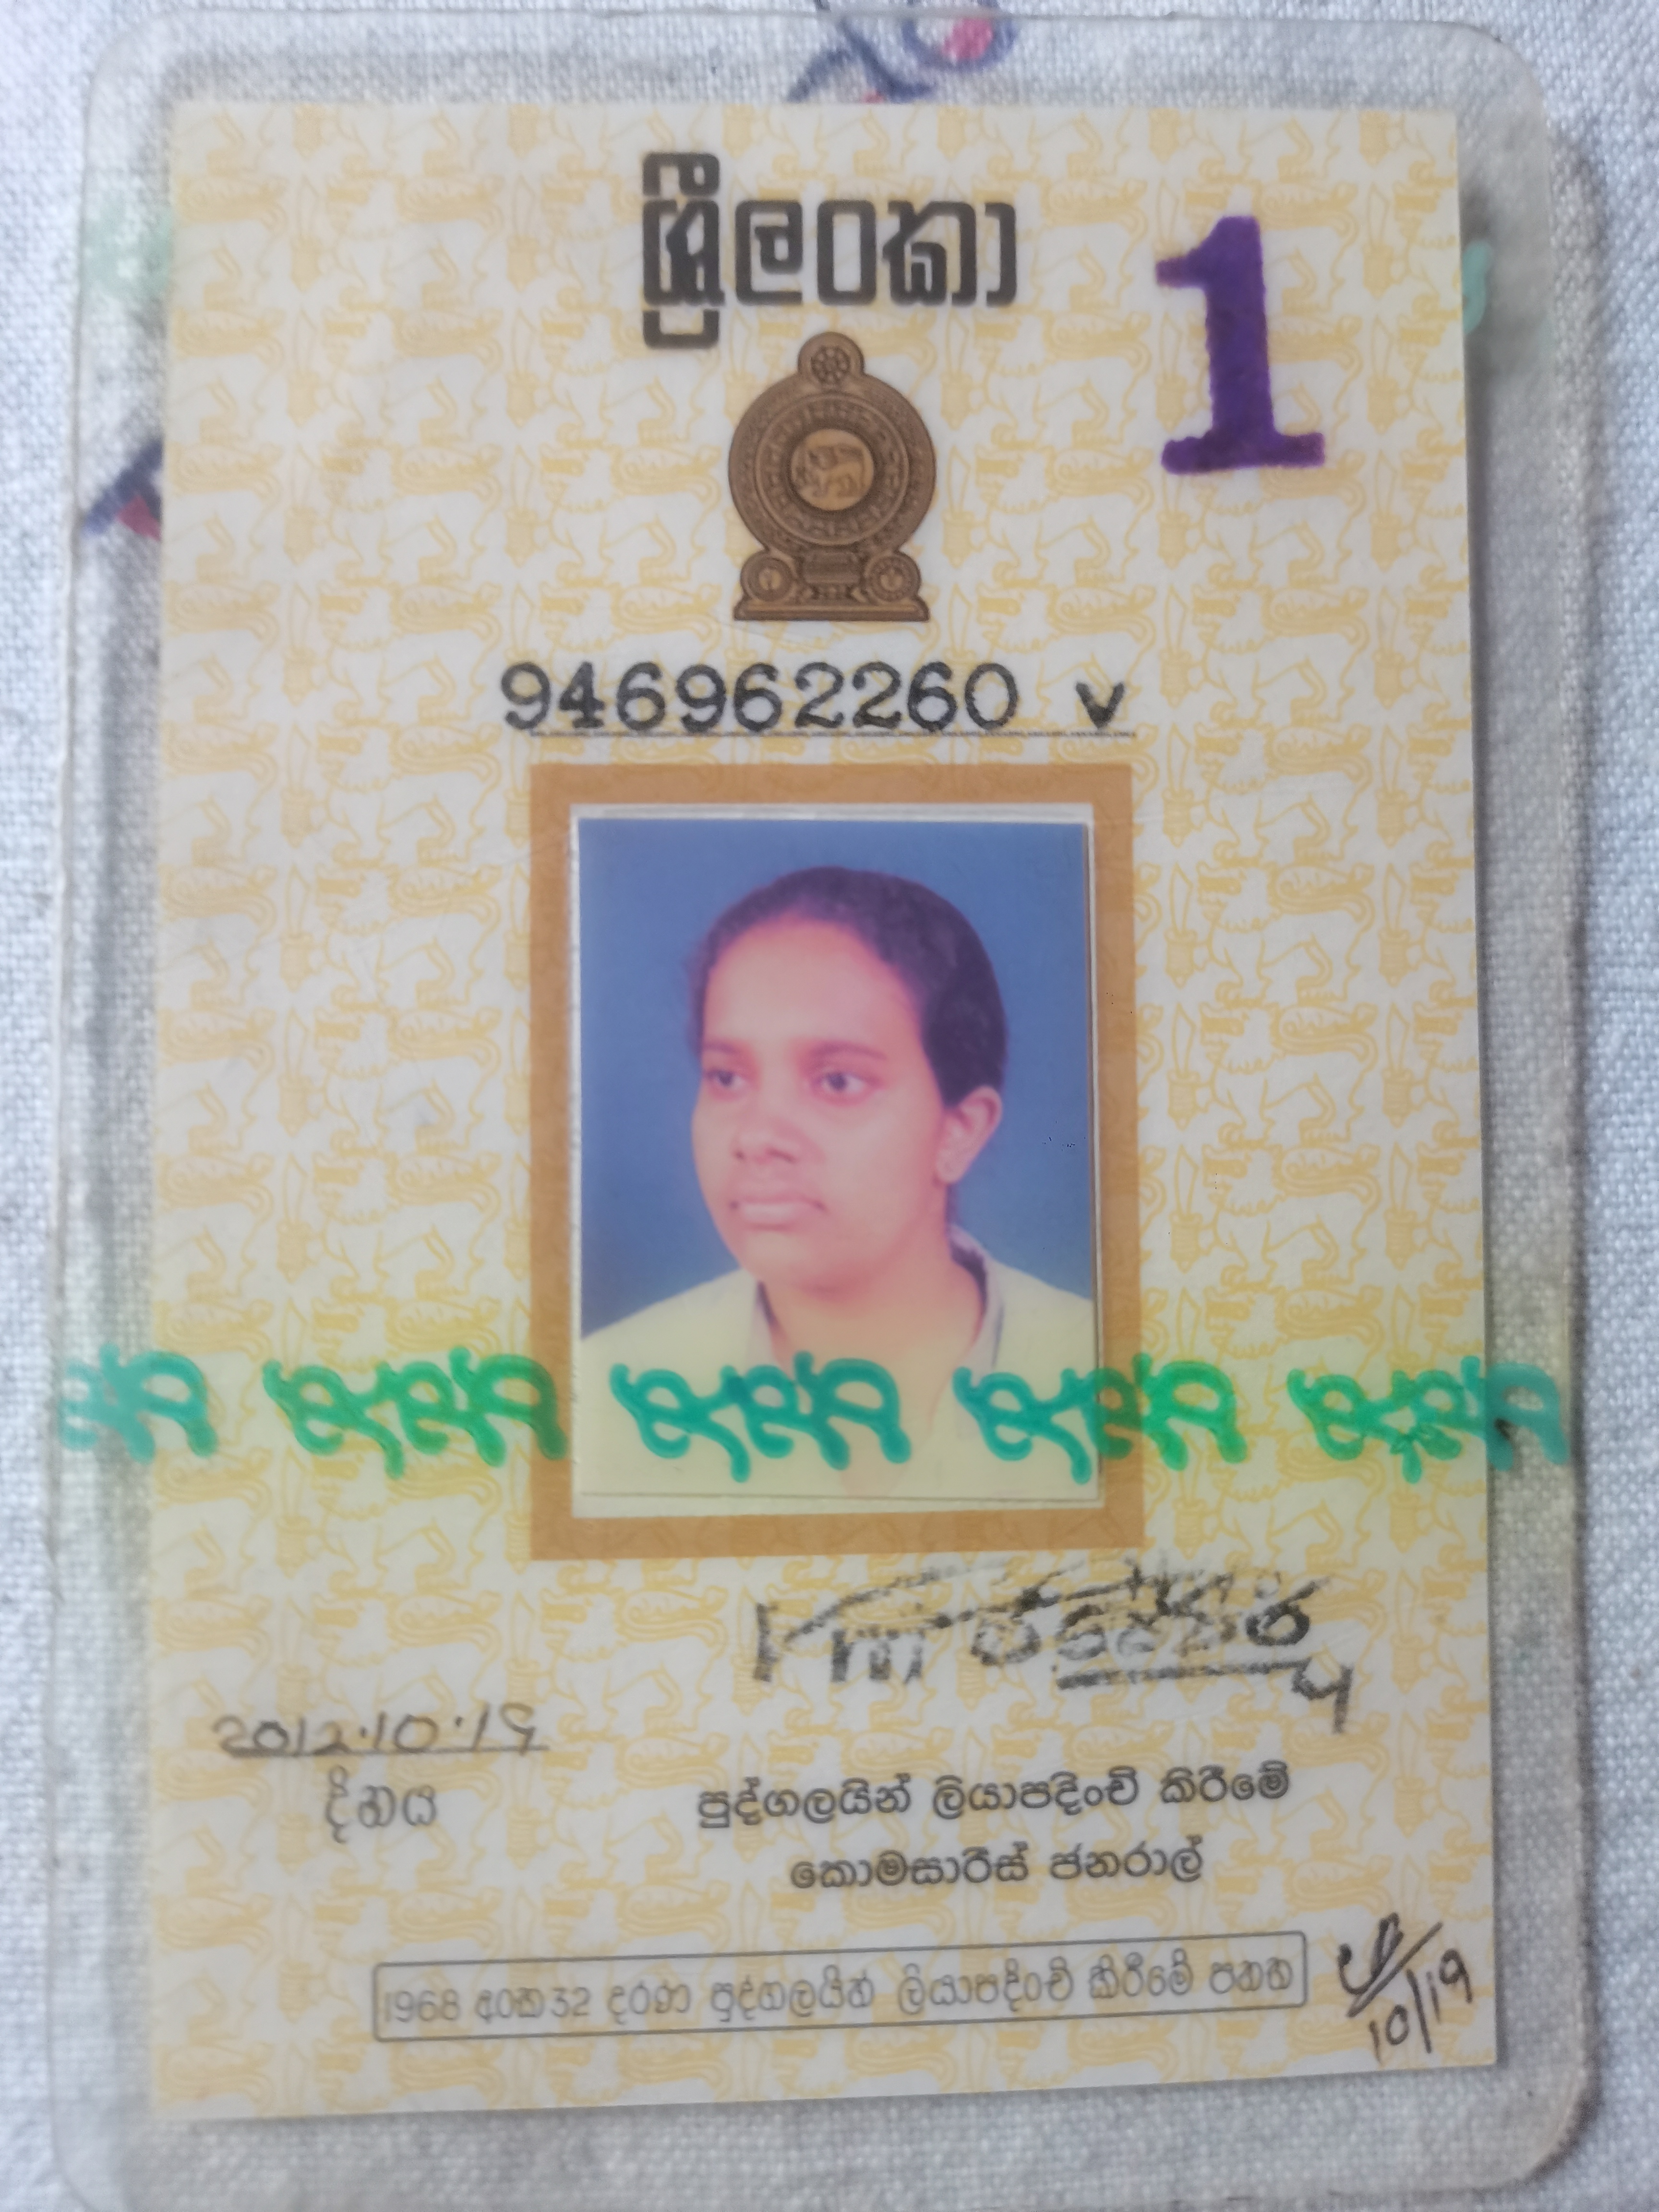 ශ්‍රී ලංකා
1
946962260 v
2012.10.19
දිනය
පුද්ගලයින් ලියාපදිංචි කිරීමේ
කොමසාරිස් ජනරාල්
1968 අංක 32 දරණ පුද්ගලයින් ලියාපදිංචි කිරීමේ පනත
10/19